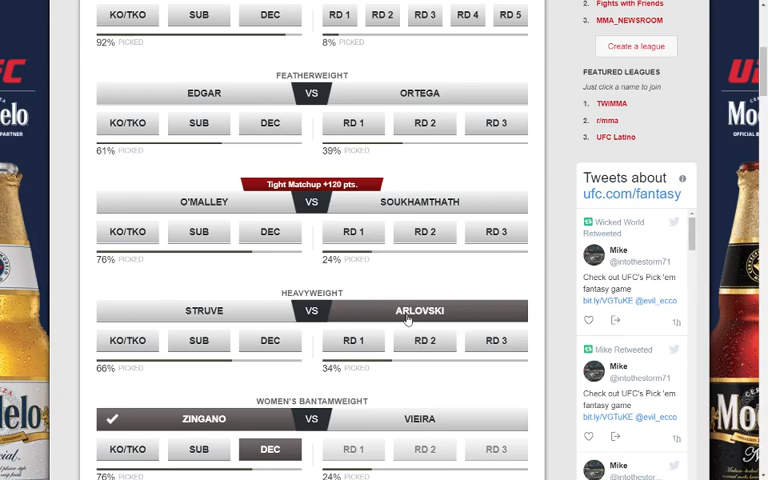 KO/TKO SUB DEC RD 1 RD 2 RD 3 RD 4 RD 5
92% PICKED 8% PICKED
FEATHERWEIGHT
EDGAR VS ORTEGA
KO/TKO SUB DEC RD 1 RD 2 RD 3
61% PICKED 39% PICKED
Tight Matchup +120 pts.
O'MALLEY VS SOUKHAMTHATH
KO/TKO SUB DEC RD 1 RD 2 RD 3
76% PICKED 24% PICKED
HEAVYWEIGHT
STRUVE VS ARLOVSKI
KO/TKO SUB DEC RD 1 RD 2 RD 3
66% PICKED 34% PICKED
WOMEN'S BANTAMWEIGHT
ZINGANO VS VIEIRA
KO/TKO SUB DEC RD 1 RD 2 RD 3
76% PICKED 24% PICKED
2. Fights with Friends
3. MMA_NEWSROOM
Create a league
FEATURED LEAGUES
Just click a name to join
1. TWiMMA
2. r/mma
3. UFC Latino
Tweets about
ufc.com/fantasy
Wicked World
Retweeted
Mike
@intothestorm71
Check out UFC's Pick 'em
fantasy game
bit.ly/VGTuKE @evil_ecco
1h
Mike Retweeted
Mike
@intothestorm71
Check out UFC's Pick 'em
fantasy game
bit.ly/VGTuKE @evil_ecco
1h
Mike
@intothestor...